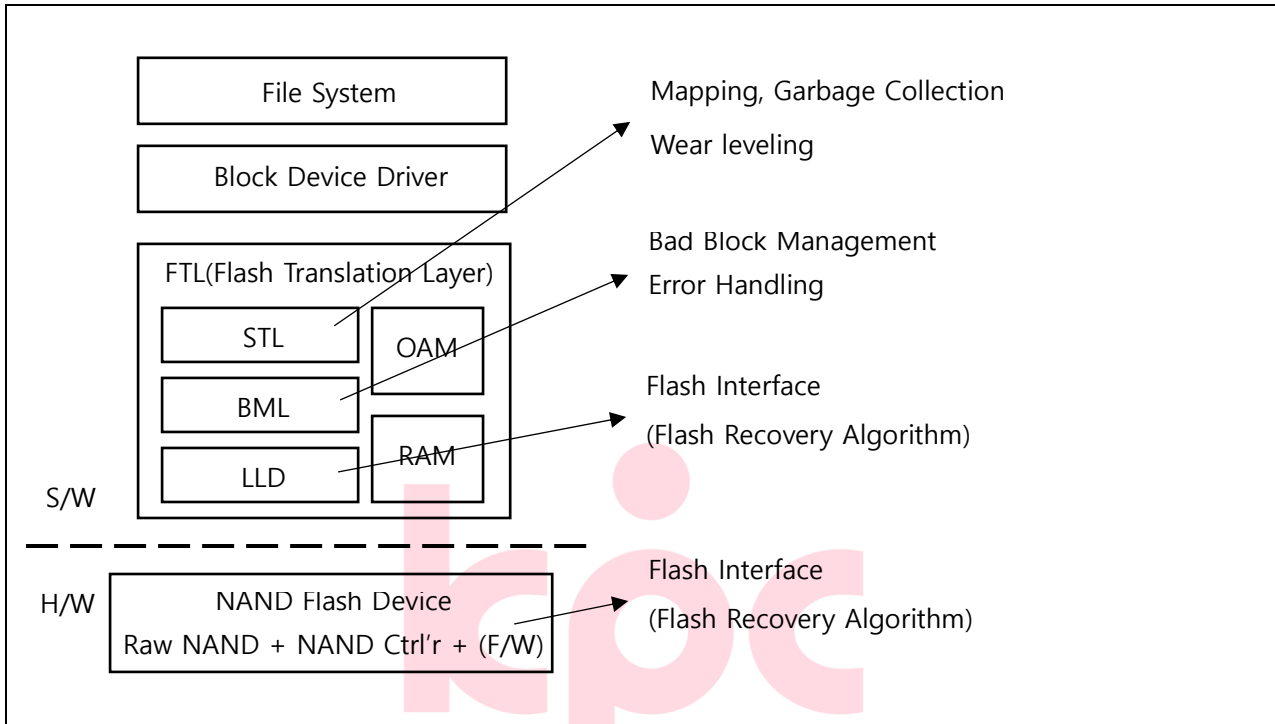 File System
Block Device Driver
FTL(Flash Translation Layer)
STL
OAM
BML
RAM
LLD
S/W
H/W
NAND Flash Device
Raw NAND + NAND Ctrl’r + (F/W)
Mapping, Garbage Collection
Wear leveling
Bad Block Management
Error Handling
Flash Interface
(Flash Recovery Algorithm)
Flash Interface
(Flash Recovery Algorithm)
kpc